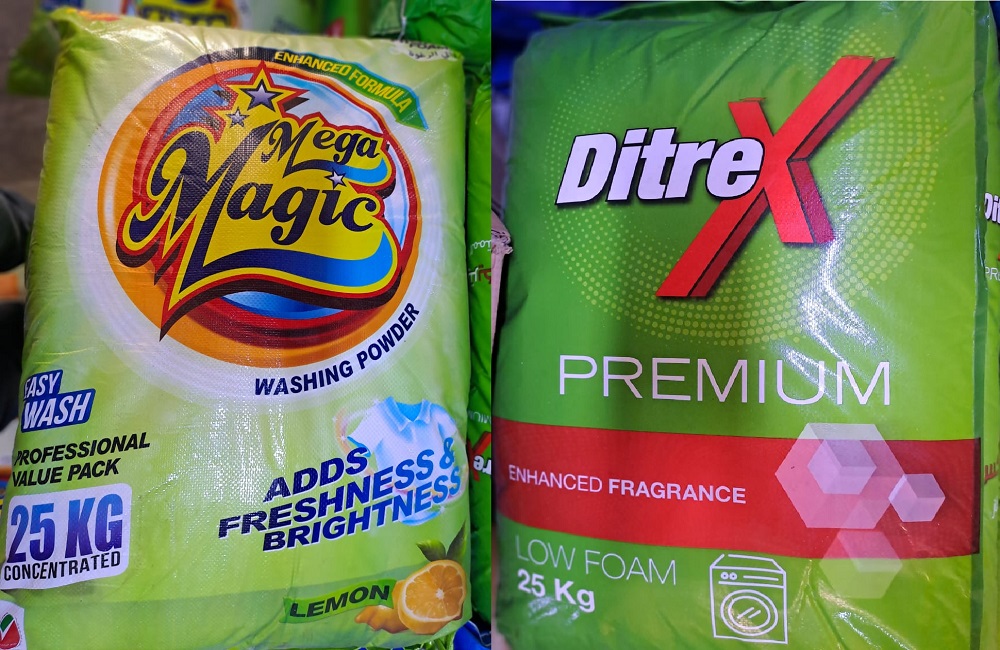 ENHANCED FORMULA
Mega
Magic
WASHING POWDER
EASY
WASH
PROFESSIONAL
VALUE PACK
25 KG
CONCENTRATED
ADDS
FRESHNESS &
BRIGHTNESS
LEMON
DitreX
PREMIUM
ENHANCED FRAGRANCE
LOW FOAM
25 Kg